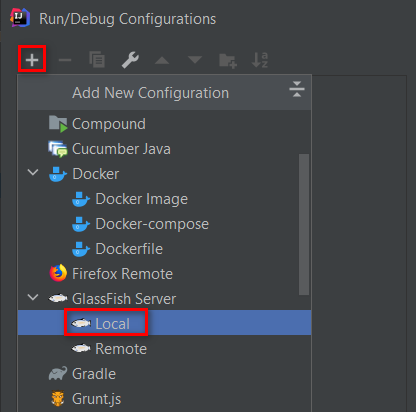 Run/Debug Configurations
Add New Configuration
Compound
Cucumber Java
Docker
Docker Image
Docker-compose
Dockerfile
Firefox Remote
GlassFish Server
Local
Remote
Gradle
Grunt.js